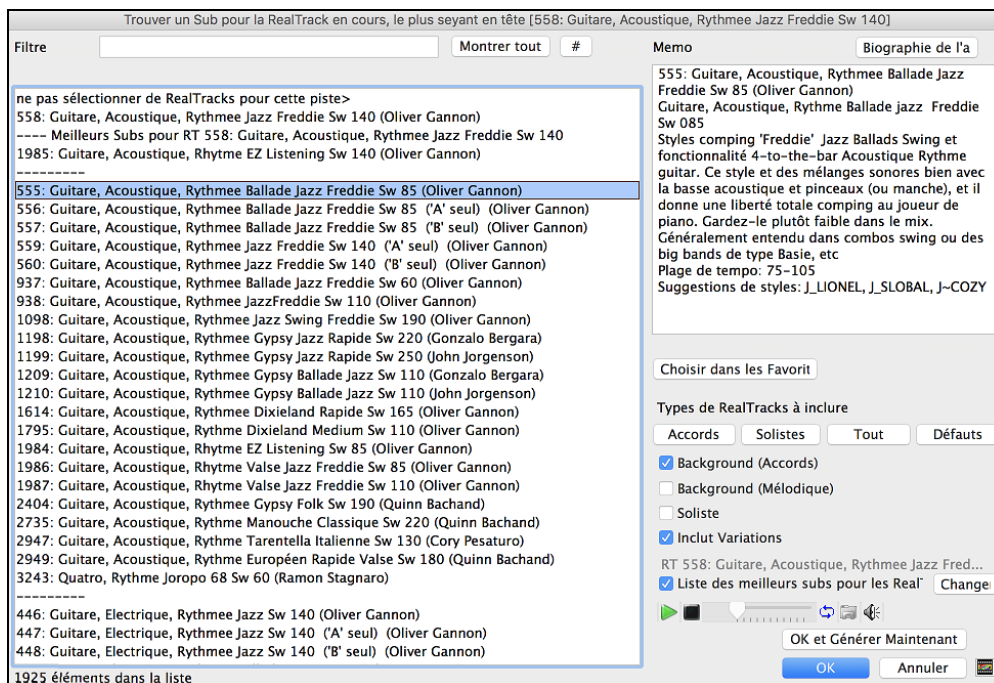 Trouver un Sub pour la RealTrack en cours, le plus seyant en tête [558: Guitare, Acoustique, Rythmee Jazz Freddie Sw 140]
Filtre
Montrer tout
#
ne pas sélectionner de RealTracks pour cette piste>
558: Guitare, Acoustique, Rythmee Jazz Freddie Sw 140 (Oliver Gannon)
---- Meilleurs Subs pour RT 558: Guitare, Acoustique, Rythmee Jazz Freddie Sw 140
1985: Guitare, Acoustique, Rhytme EZ Listening Sw 140 (Oliver Gannon)
---------
555: Guitare, Acoustique, Rythmee Ballade Jazz Freddie Sw 85 (Oliver Gannon)
556: Guitare, Acoustique, Rythmee Ballade Jazz Freddie Sw 85 ('A' seul) (Oliver Gannon)
557: Guitare, Acoustique, Rythmee Ballade Jazz Freddie Sw 85 ('B' seul) (Oliver Gannon)
559: Guitare, Acoustique, Rythmee Jazz Freddie Sw 140 ('A' seul) (Oliver Gannon)
560: Guitare, Acoustique, Rythmee Jazz Freddie Sw 140 ('B' seul) (Oliver Gannon)
937: Guitare, Acoustique, Rythmee Ballade Jazz Freddie Sw 60 (Oliver Gannon)
938: Guitare, Acoustique, Rythmee JazzFreddie Sw 110 (Oliver Gannon)
1098: Guitare, Acoustique, Rythmee Jazz Swing Freddie Sw 190 (Oliver Gannon)
1198: Guitare, Acoustique, Rythmee Gypsy Jazz Rapide Sw 220 (Gonzalo Bergara)
1199: Guitare, Acoustique, Rythmee Gypsy Jazz Rapide Sw 250 (John Jorgenson)
1209: Guitare, Acoustique, Rythmee Gypsy Ballade Jazz Sw 110 (Gonzalo Bergara)
1210: Guitare, Acoustique, Rythmee Gypsy Ballade Jazz Sw 110 (John Jorgenson)
1614: Guitare, Acoustique, Rythmee Dixieland Rapide Sw 165 (Oliver Gannon)
1795: Guitare, Acoustique, Rythme Dixieland Medium Sw 110 (Oliver Gannon)
1984: Guitare, Acoustique, Rhytme EZ Listening Sw 85 (Oliver Gannon)
1986: Guitare, Acoustique, Rhytme Valse Jazz Freddie Sw 85 (Oliver Gannon)
1987: Guitare, Acoustique, Rhytme Valse Jazz Freddie Sw 110 (Oliver Gannon)
2404: Guitare, Acoustique, Rythmee Gypsy Folk Sw 190 (Quinn Bachand)
2735: Guitare, Acoustique, Rythme Manouche Classique Sw 220 (Quinn Bachand)
2947: Guitare, Acoustique, Rythme Tarentella Italienne Sw 130 (Cory Pesaturo)
2949: Guitare, Acoustique, Rythme Européen Rapide Valse Sw 180 (Quinn Bachand)
3243: Quatro, Rythme Joropo 68 Sw 60 (Ramon Stagnaro)
---------
446: Guitare, Electrique, Rythmee Jazz Sw 140 (Oliver Gannon)
447: Guitare, Electrique, Rythmee Jazz Sw 140 ('A' seul) (Oliver Gannon)
448: Guitare, Electrique, Rythmee Jazz Sw 140 ('B' seul) (Oliver Gannon)
1925 éléments dans la liste
Memo
Biographie de l'a
555: Guitare, Acoustique, Rythmee Ballade Jazz
Freddie Sw 85 (Oliver Gannon)
Guitare, Acoustique, Rythme Ballade jazz Freddie
Sw 085
Styles comping 'Freddie' Jazz Ballads Swing et
fonctionnalité 4-to-the-bar Acoustique Rythme
guitar. Ce style et des mélanges sonores bien avec
la basse acoustique et pinceaux (ou manche), et il
donne une liberté totale comping au joueur de
piano. Gardez-le plutôt faible dans le mix.
Généralement entendu dans combos swing ou des
big bands de type Basie, etc
Plage de tempo: 75-105
Suggestions de styles: J_LIONEL, J_SLOBAL, J~COZY
Choisir dans les Favorit
Types de RealTracks à inclure
Accords
Solistes
Tout
Défauts
Background (Accords)
Background (Mélodique)
Soliste
Inclut Variations
RT 558: Guitare, Acoustique, Rythmee Jazz Fred...
Liste des meilleurs subs pour les Real
Change
OK et Générer Maintenant
OK
Annuler